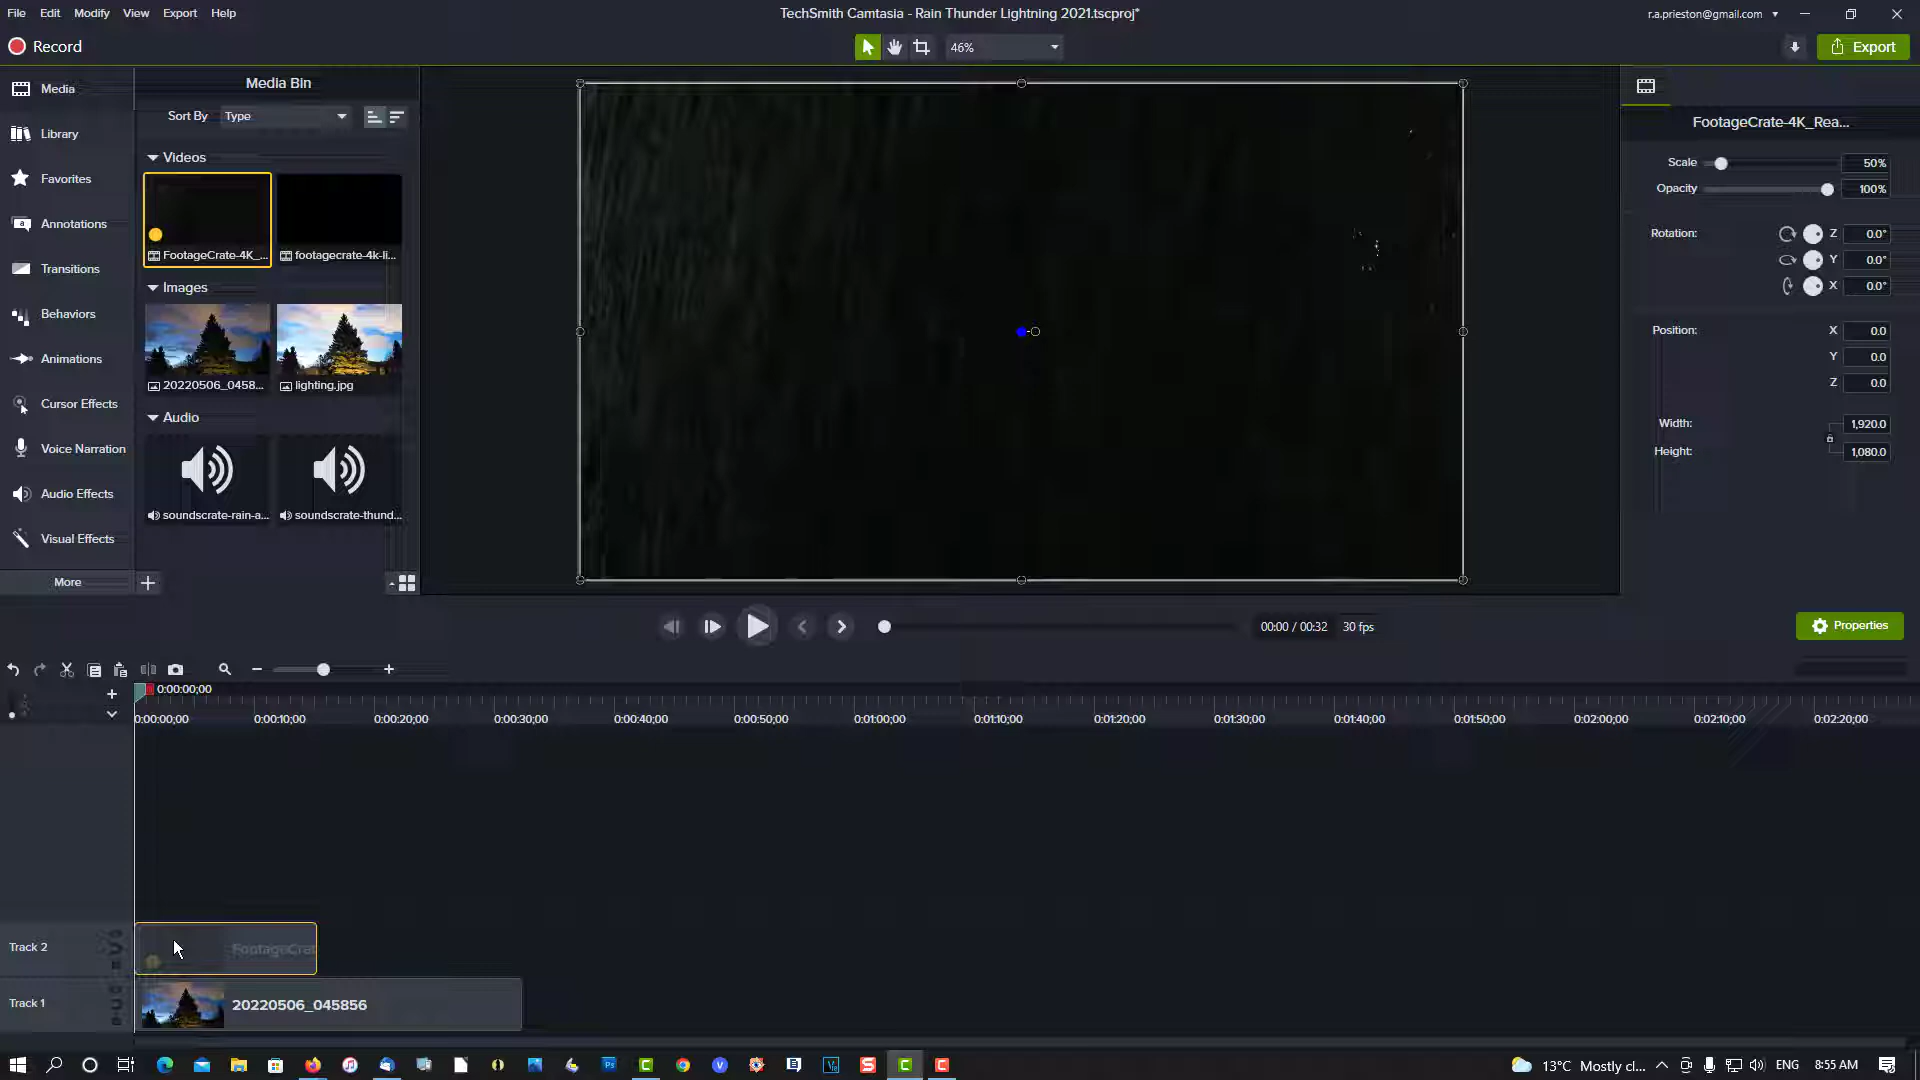 File Edit Modify View Export Help
TechSmith Camtasia - Rain Thunder Lightning 2021.tscproj*
r.a.prieston@gmail.com
Record
46%
Export
Media
Library
Favorites
Annotations
Transitions
Behaviors
Animations
Cursor Effects
Voice Narration
Audio Effects
Visual Effects
More
Media Bin
Sort By Type
Videos
FootageCrate-4K_... footagecrate-4k-li...
Images
20220506_0458... lighting.jpg
Audio
soundscrate-rain-a... soundscrate-thund...
FootageCrate-4K_Rea...
Scale 50%
Opacity 100%
Rotation: Z 0.0°
Y 0.0°
X 0.0°
Position: X 0.0
Y 0.0
Z 0.0
Width: 1,920.0
Height: 1,080.0
00:00 / 00:32 30 fps
Properties
0:00:00;00
0:00:00;00 0:00:10;00 0:00:20;00 0:00:30;00 0:00:40;00 0:00:50;00 0:01:00;00 0:01:10;00 0:01:20;00 0:01:30;00 0:01:40;00 0:01:50;00 0:02:00;00 0:02:10;00 0:02:20;00
Track 2
FootageCrat
Track 1
20220506_045856
13°C Mostly cl... ENG 8:55 AM